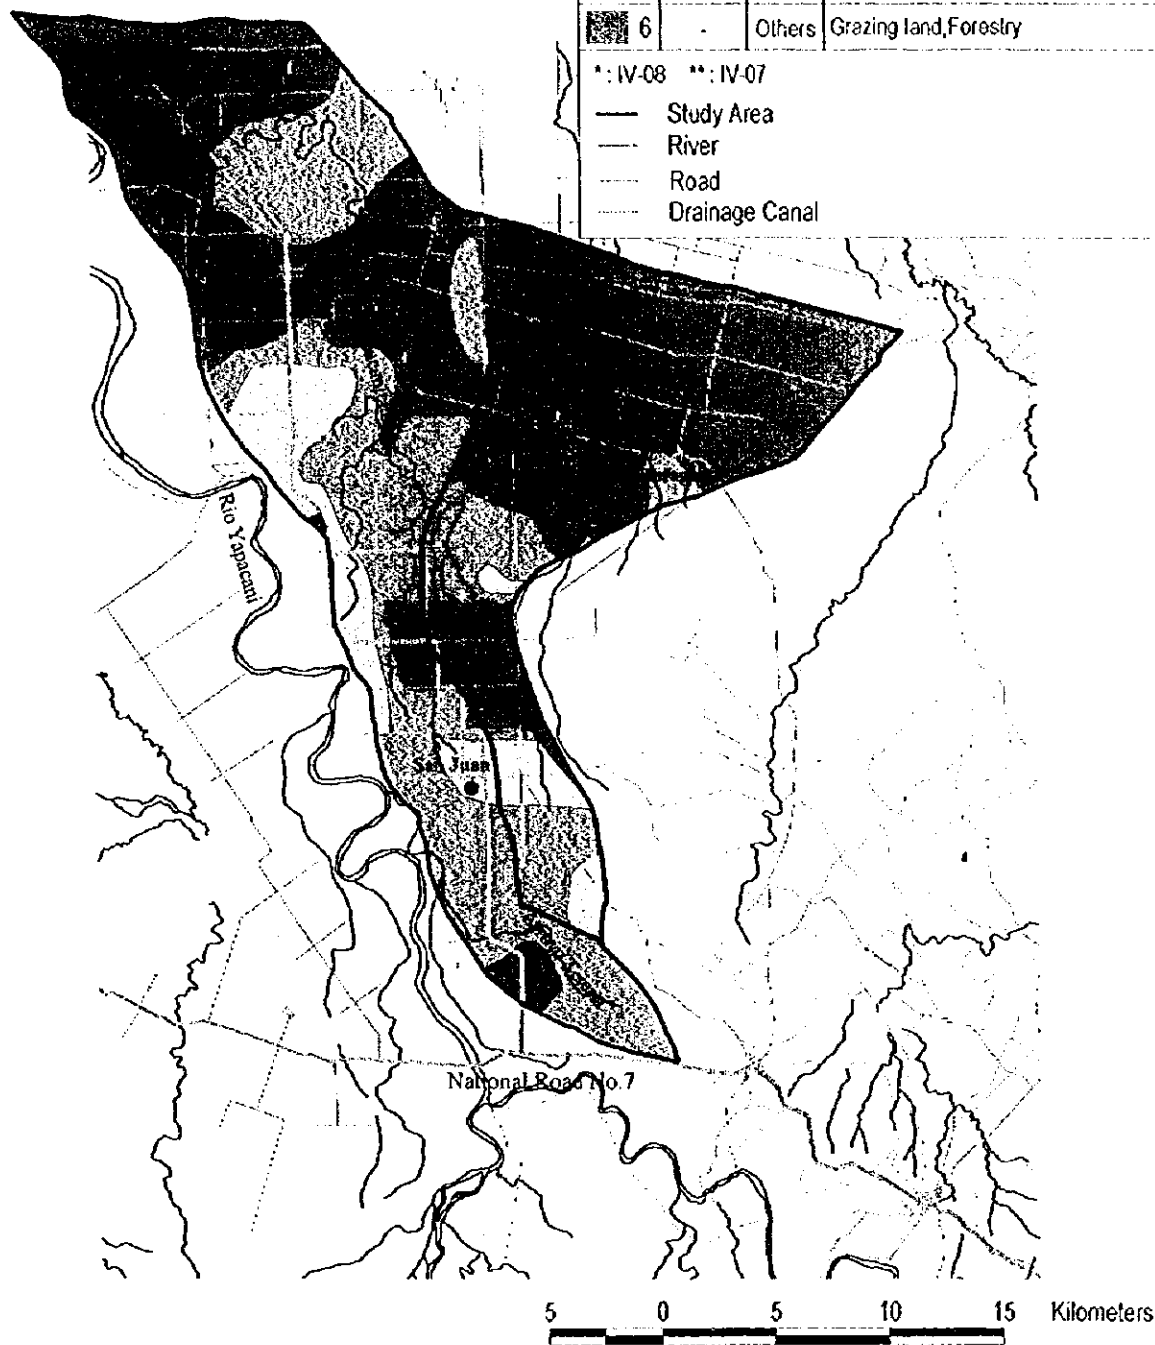 6 - Others Grazing land,Forestry
* : IV-08 ** : IV-07
Study Area
River
Road
Drainage Canal
Rio Yapacani
San Juan
National Road No.7
5 0 5 10 15 Kilometers